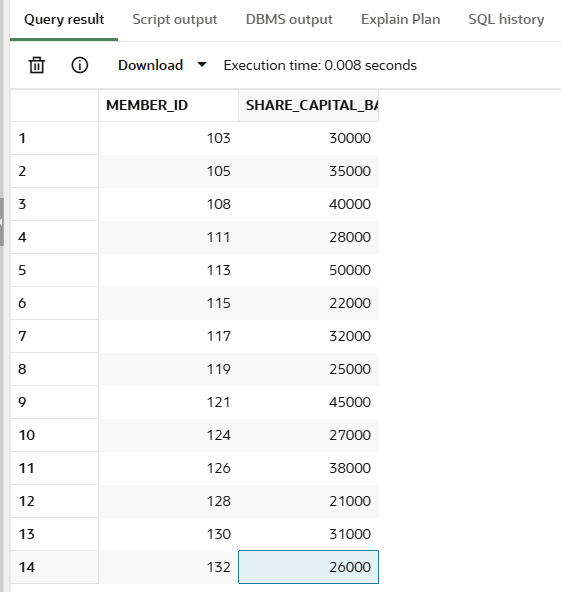 Query result Script output DBMS output Explain Plan SQL history
Download Execution time: 0.008 seconds
MEMBER_ID SHARE_CAPITAL_BA
1 103 30000
2 105 35000
3 108 40000
4 111 28000
5 113 50000
6 115 22000
7 117 32000
8 119 25000
9 121 45000
10 124 27000
11 126 38000
12 128 21000
13 130 31000
14 132 26000